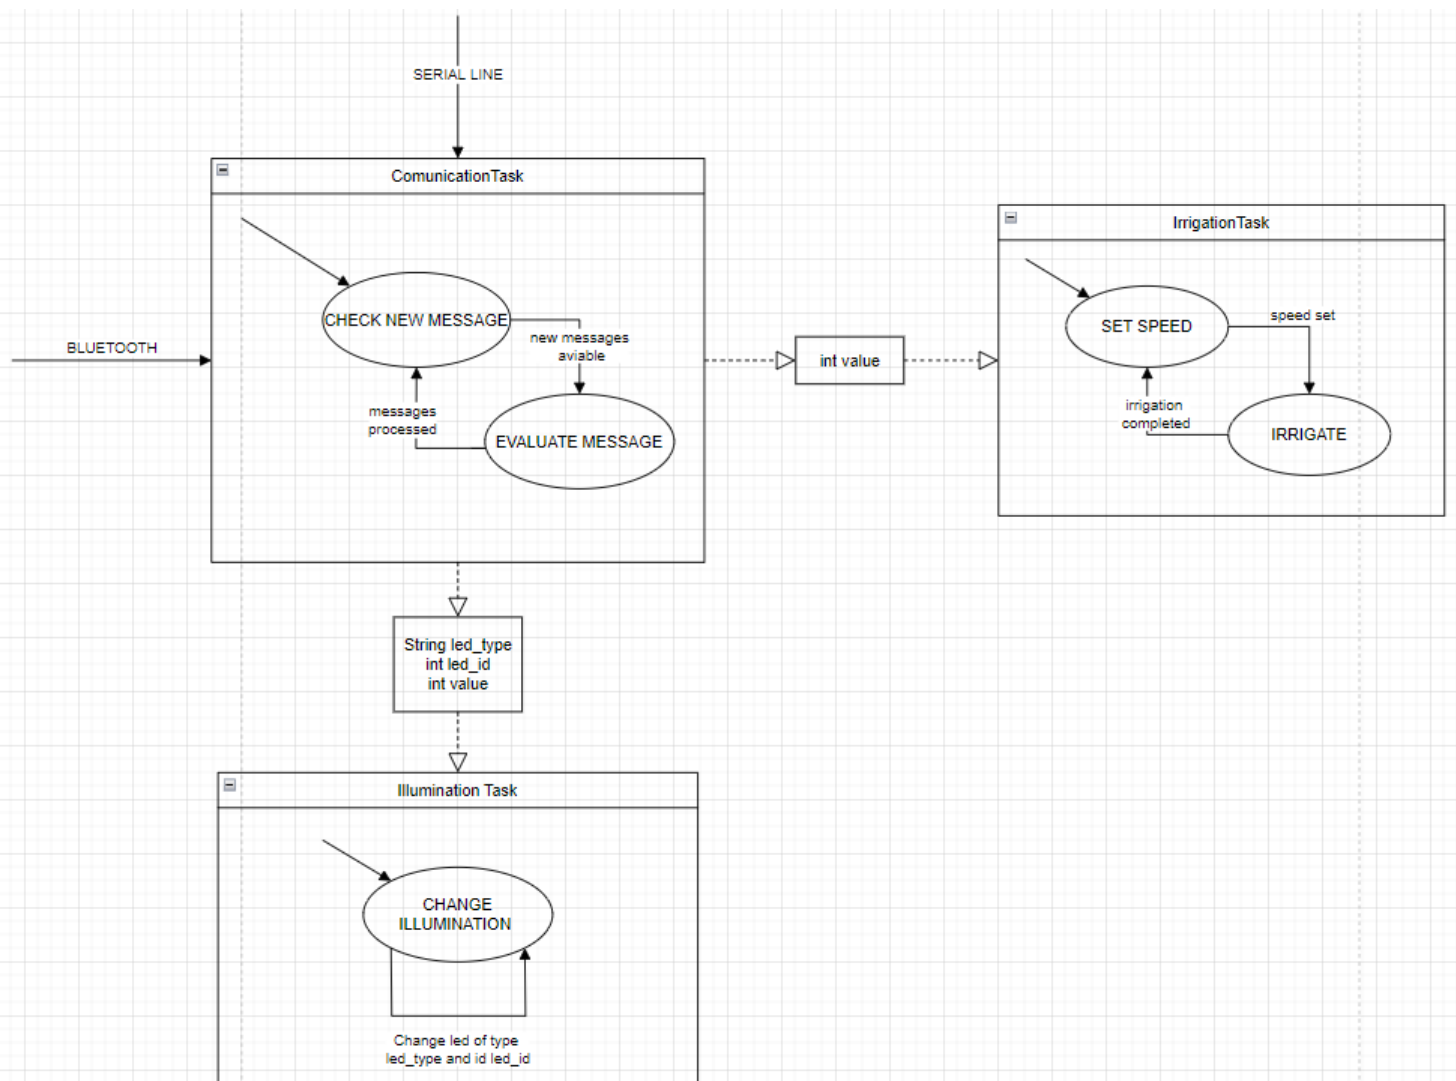 SERIAL LINE
ComunicationTask
CHECK NEW MESSAGE
new messages
aviable
BLUETOOTH
messages
processed
EVALUATE MESSAGE
int value
IrrigationTask
SET SPEED
speed set
irrigation
completed
IRRIGATE
String led_type
int led_id
int value
Illumination Task
CHANGE
ILLUMINATION
Change led of type
led_type and id led_id